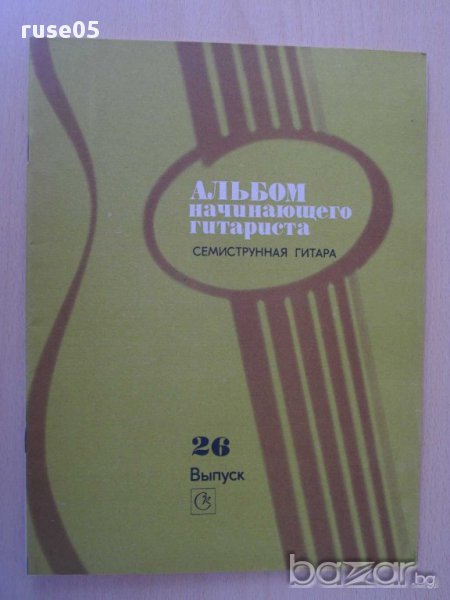 ruse05
АЛЬБОМ
начинающего
гитариста
СЕМИСТРУННАЯ ГИТАРА
26
Выпуск
bazar.bg